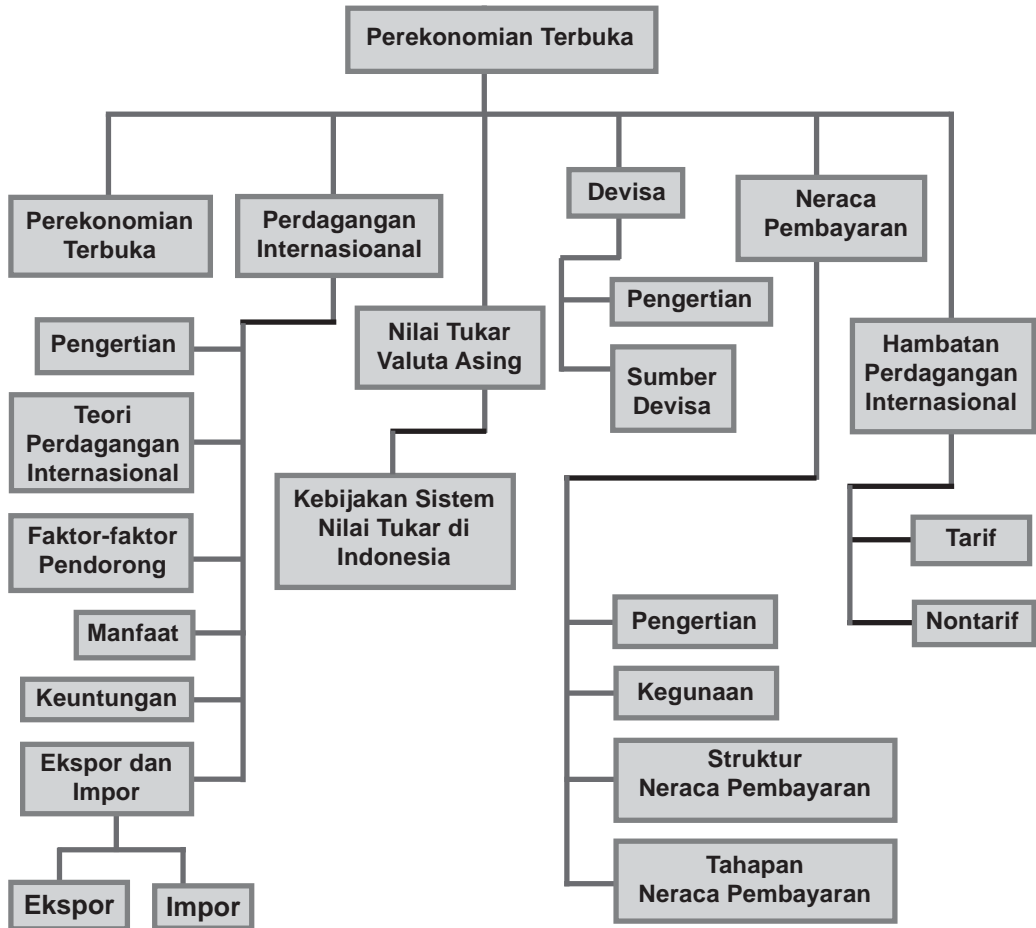 Perekonomian Terbuka
Perekonomian
Terbuka
Perdagangan
Internasioanal
Pengertian
Teori
Perdagangan
Internasional
Faktor-faktor
Pendorong
Manfaat
Keuntungan
Ekspor dan
Impor
Ekspor
Impor
Nilai Tukar
Valuta Asing
Kebijakan Sistem
Nilai Tukar di
Indonesia
Devisa
Pengertian
Sumber
Devisa
Neraca
Pembayaran
Pengertian
Kegunaan
Struktur
Neraca Pembayaran
Tahapan
Neraca Pembayaran
Hambatan
Perdagangan
Internasional
Tarif
Nontarif